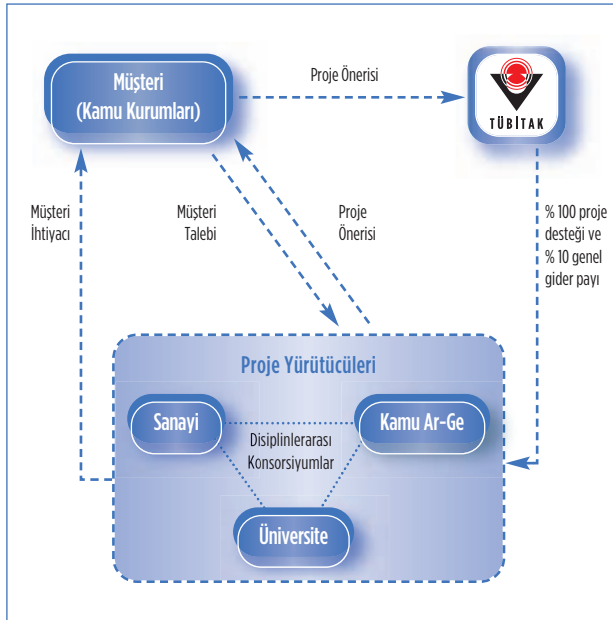 Müşteri
(Kamu Kurumları)
Proje Önerisi
TÜBİTAK
Müşteri
İhtiyacı
Müşteri
Talebi
Proje
Önerisi
% 100 proje
desteği ve
% 10 genel
gider payı
Proje Yürütücüleri
Sanayi
Kamu Ar-Ge
Disiplinlerarası
Konsorsiyumlar
Üniversite